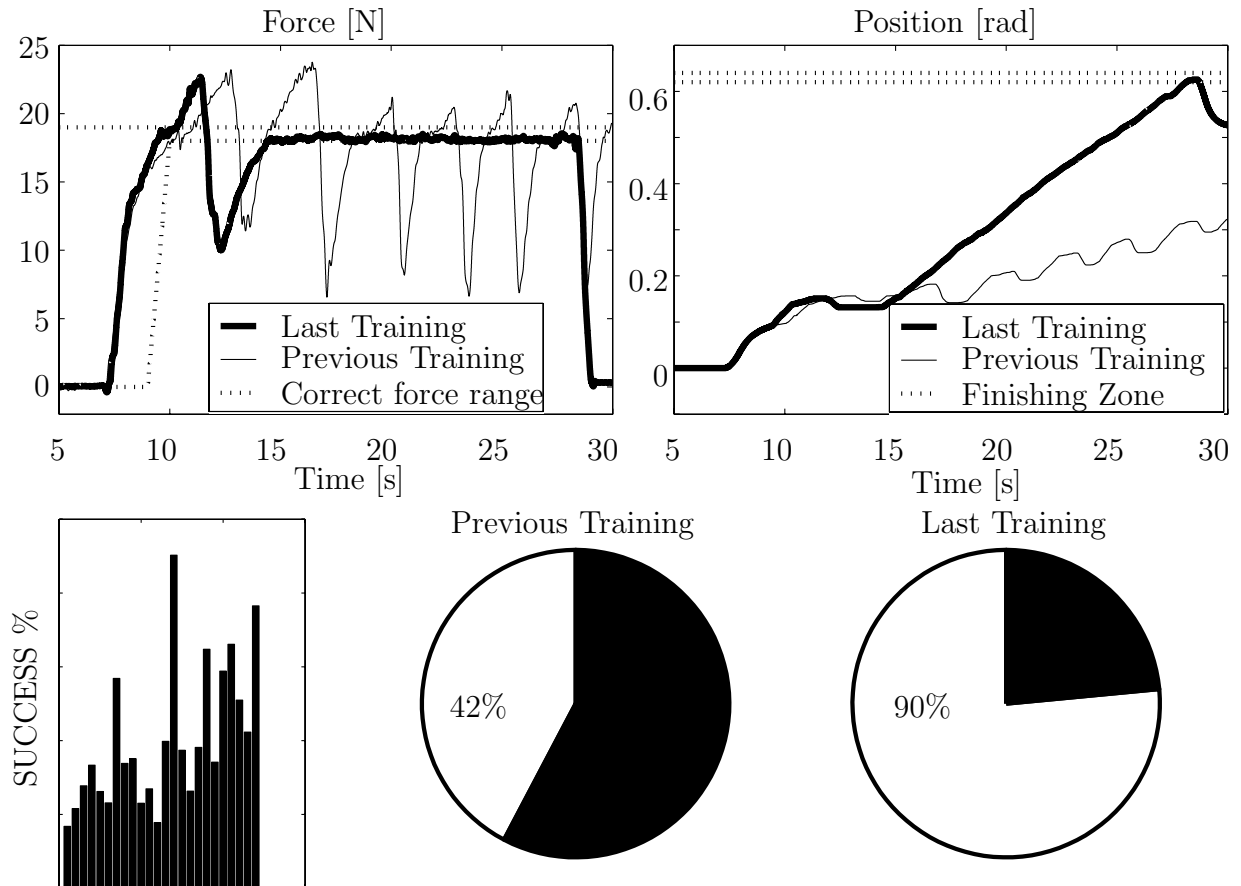 Force [N]
25
20
15
10
5
0
Last Training
Previous Training
Correct force range
5 10 15 20 25 30
Time [s]
Position [rad]
0.6
0.4
0.2
0
Last Training
Previous Training
Finishing Zone
5 10 15 20 25 30
Time [s]
SUCCESS %
Previous Training
42%
Last Training
90%